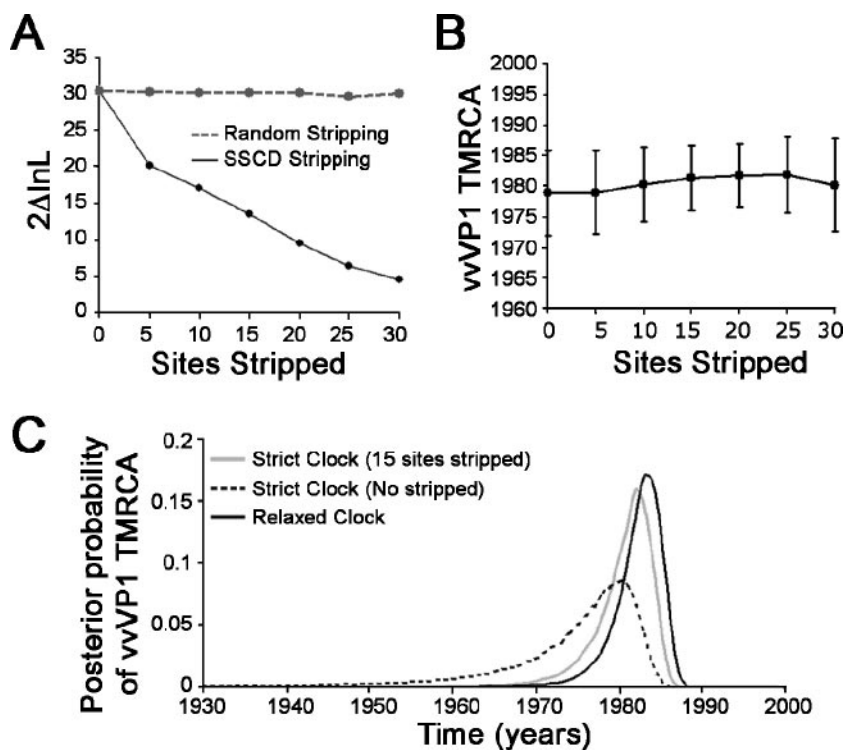 A
2ΔlnL
35
30
25
20
15
10
5
0
Random Stripping
SSCD Stripping
0 5 10 15 20 25 30
Sites Stripped
B
vvVP1 TMRCA
2000
1995
1990
1985
1980
1975
1970
1965
1960
0 5 10 15 20 25 30
Sites Stripped
C
Posterior probability
of vvVP1 TMRCA
0.2
0.15
0.1
0.05
0
Strict Clock (15 sites stripped)
Strict Clock (No stripped)
Relaxed Clock
1930 1940 1950 1960 1970 1980 1990 2000
Time (years)